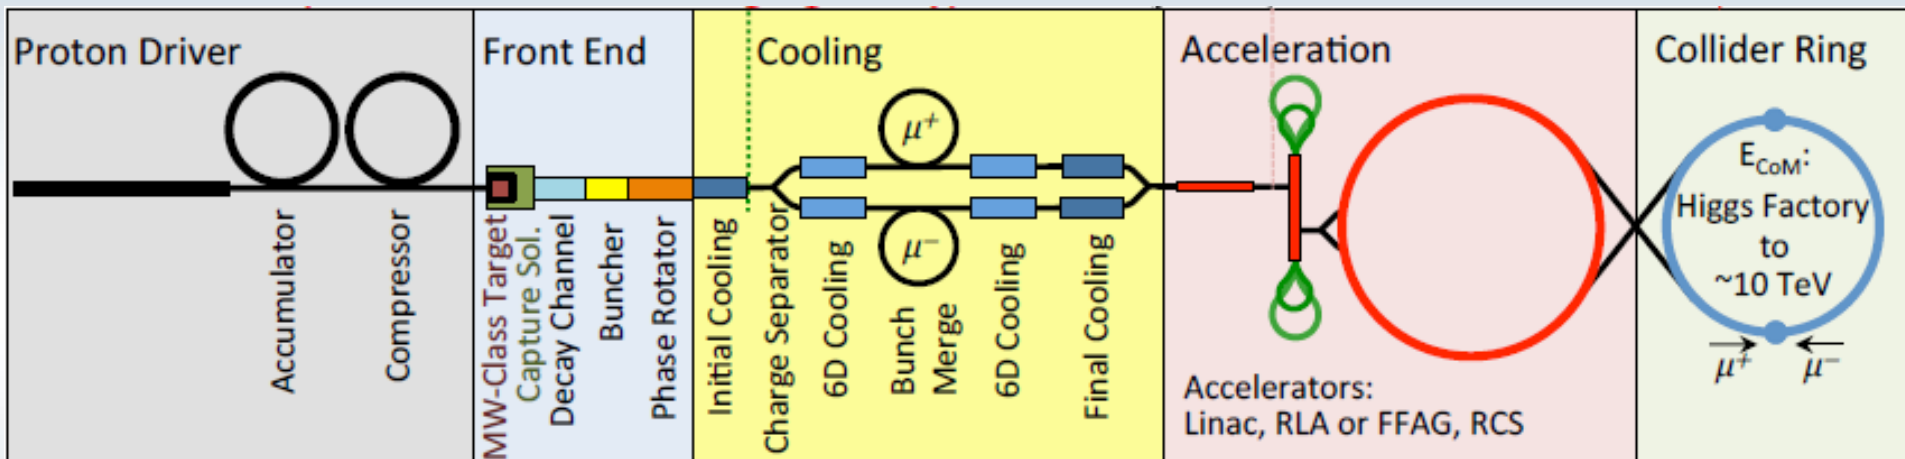 Proton Driver
Accumulator
Compressor
Front End
MW-Class Target
Capture Sol.
Decay Channel
Buncher
Phase Rotator
Cooling
Initial Cooling
Charge Separator
6D Cooling
μ+
μ−
Bunch
Merge
6D Cooling
Final Cooling
Acceleration
Accelerators:
Linac, RLA or FFAG, RCS
Collider Ring
ECoM:
Higgs Factory
to
~10 TeV
μ+ μ−